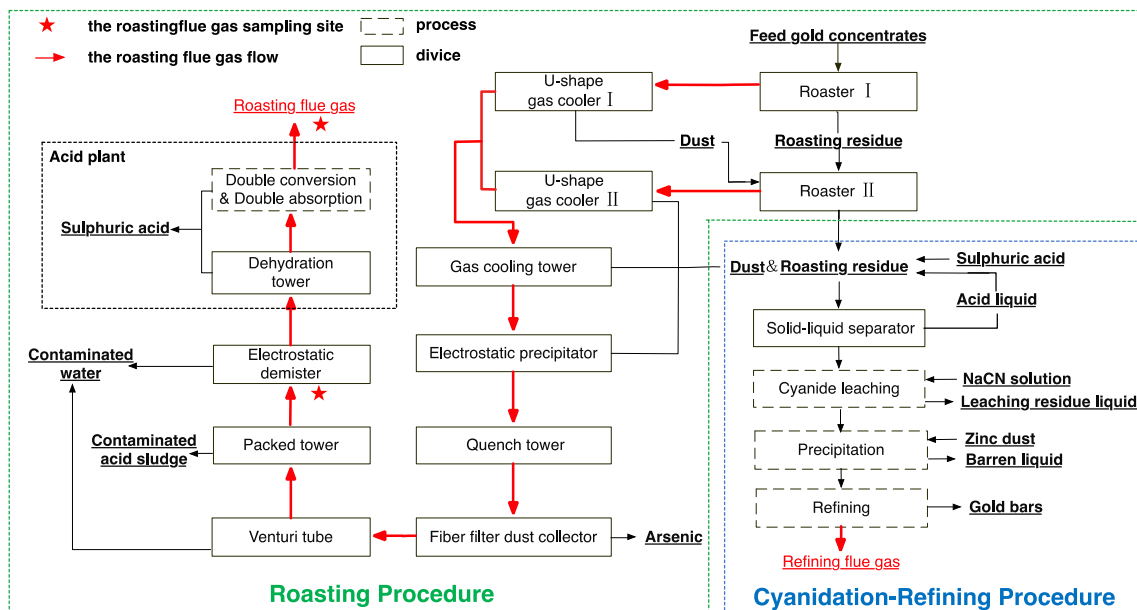 the roastingflue gas sampling site
process
the roasting flue gas flow
divice
Feed gold concentrates
U-shape
gas cooler I
Roaster I
Roasting flue gas
Dust
Roasting residue
Acid plant
Double conversion
& Double absorption
U-shape
gas cooler II
Roaster II
Sulphuric acid
Dehydration
tower
Gas cooling tower
Dust&Roasting residue
Sulphuric acid
Acid liquid
Solid-liquid separator
Contaminated
water
Electrostatic
demister
Electrostatic precipitator
Cyanide leaching
NaCN solution
Leaching residue liquid
Contaminated
acid sludge
Packed tower
Quench tower
Precipitation
Zinc dust
Barren liquid
Refining
Gold bars
Venturi tube
Fiber filter dust collector
Arsenic
Refining flue gas
Roasting Procedure
Cyanidation-Refining Procedure